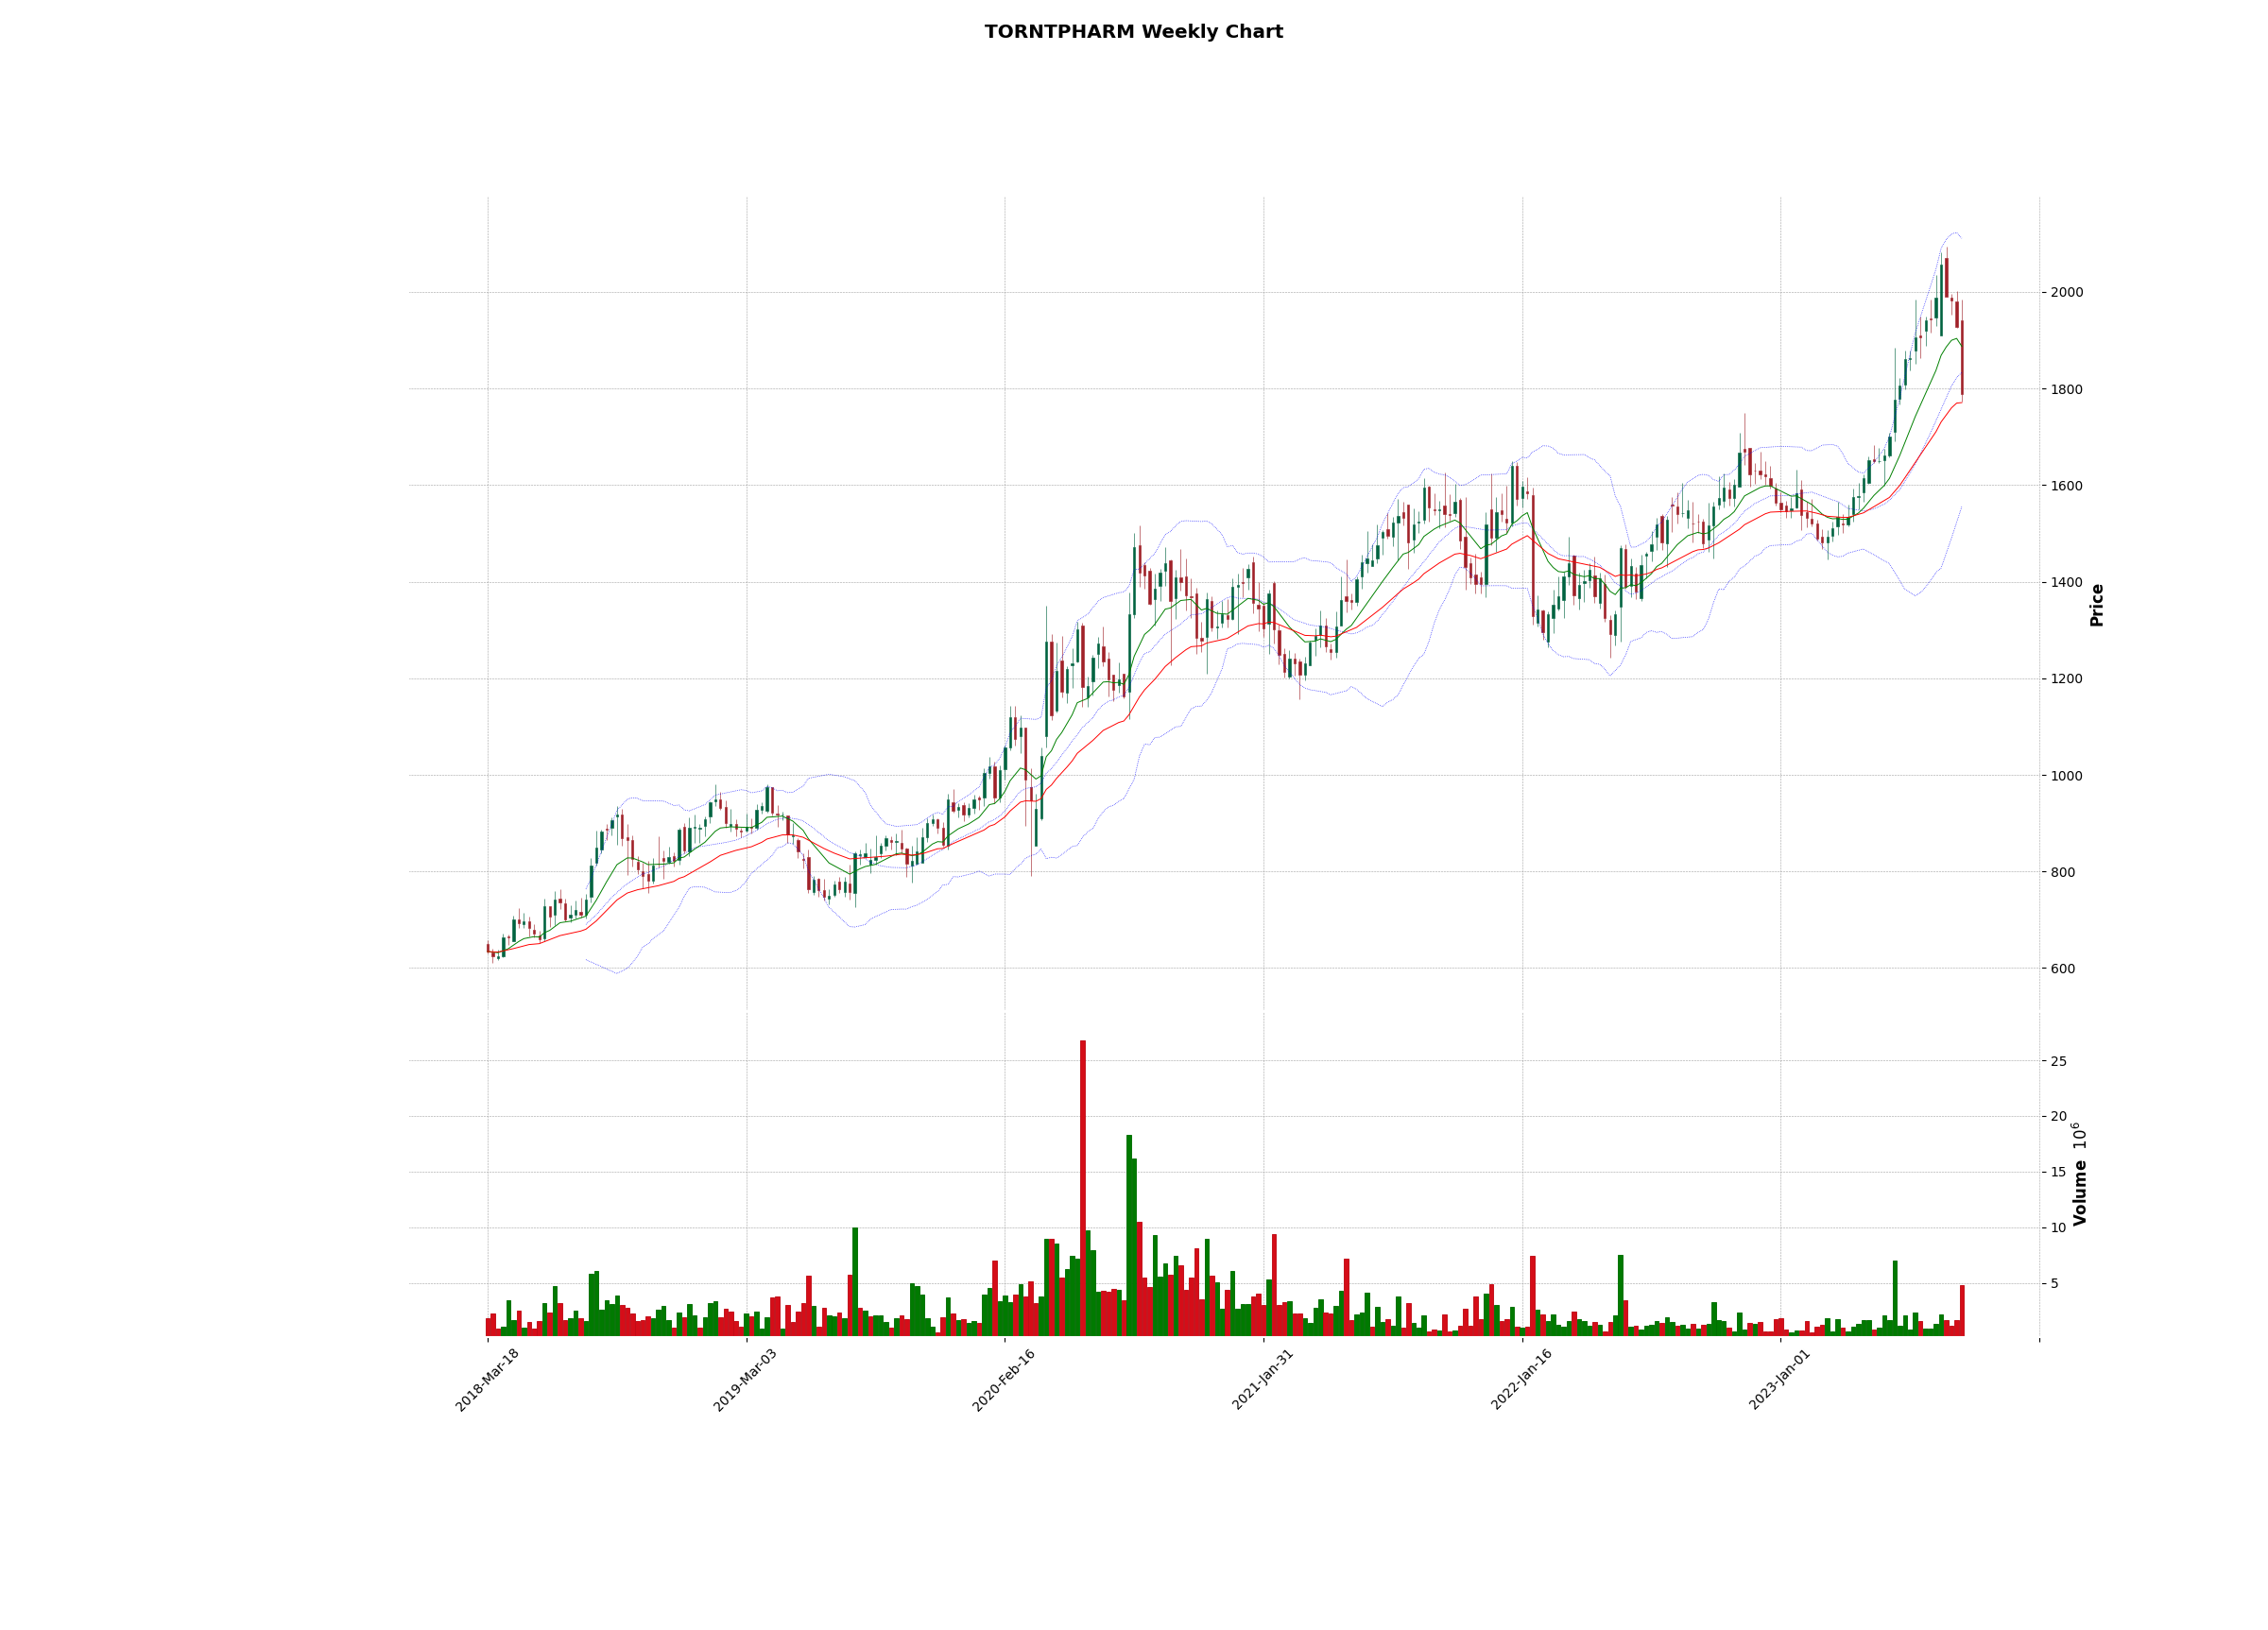 TORNTPHARM Weekly Chart
2000
1800
1600
1400
1200
1000
800
600
Price
25
20
15
10
5
Volume 10^6
2018-Mar-18
2019-Mar-03
2020-Feb-16
2021-Jan-31
2022-Jan-16
2023-Jan-01